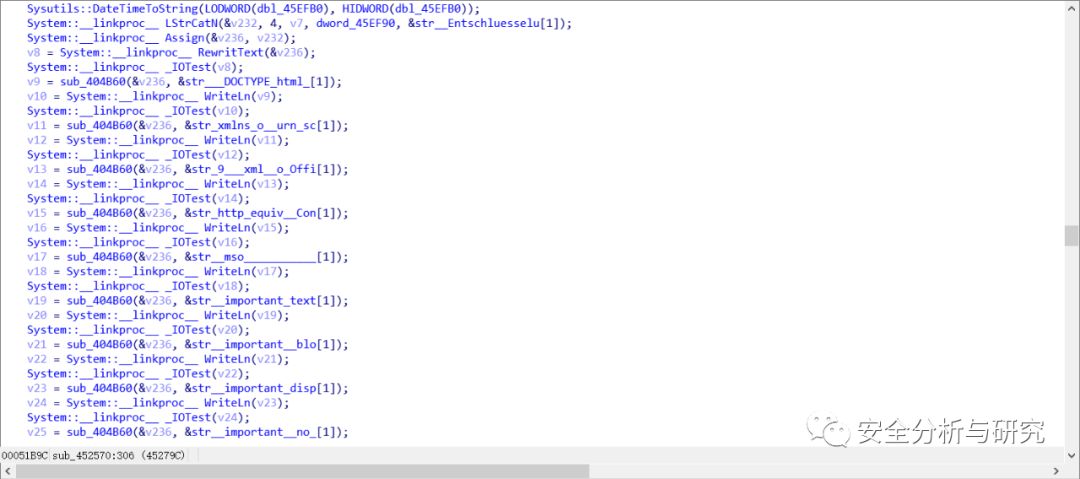 Sysutils::DateTimeToString(LODWORD(dbl_45EFB0), HIDWORD(dbl_45EFB0));
System::__linkproc__ LStrCatN(&v232, 4, v7, dword_45EF90, &str__Entschluesselu[1]);
System::__linkproc__ Assign(&v236, v232);
v8 = System::__linkproc__ RewritText(&v236);
System::__linkproc__ _IOTest(v8);
v9 = sub_404B60(&v236, &str___DOCTYPE_html_[1]);
v10 = System::__linkproc__ WriteLn(v9);
System::__linkproc__ _IOTest(v10);
v11 = sub_404B60(&v236, &str_xmlns_o__urn_sc[1]);
v12 = System::__linkproc__ WriteLn(v11);
System::__linkproc__ _IOTest(v12);
v13 = sub_404B60(&v236, &str_9___xml__o_Offi[1]);
v14 = System::__linkproc__ WriteLn(v13);
System::__linkproc__ _IOTest(v14);
v15 = sub_404B60(&v236, &str_http_equiv__Con[1]);
v16 = System::__linkproc__ WriteLn(v15);
System::__linkproc__ _IOTest(v16);
v17 = sub_404B60(&v236, &str__mso___________[1]);
v18 = System::__linkproc__ WriteLn(v17);
System::__linkproc__ _IOTest(v18);
v19 = sub_404B60(&v236, &str__important_text[1]);
v20 = System::__linkproc__ WriteLn(v19);
System::__linkproc__ _IOTest(v20);
v21 = sub_404B60(&v236, &str__important__blo[1]);
v22 = System::__linkproc__ WriteLn(v21);
System::__linkproc__ _IOTest(v22);
v23 = sub_404B60(&v236, &str__important_disp[1]);
v24 = System::__linkproc__ WriteLn(v23);
System::__linkproc__ _IOTest(v24);
v25 = sub_404B60(&v236, &str__important__no_[1]);
安全分析与研究
00051B9C sub_452570:306 (45279C)